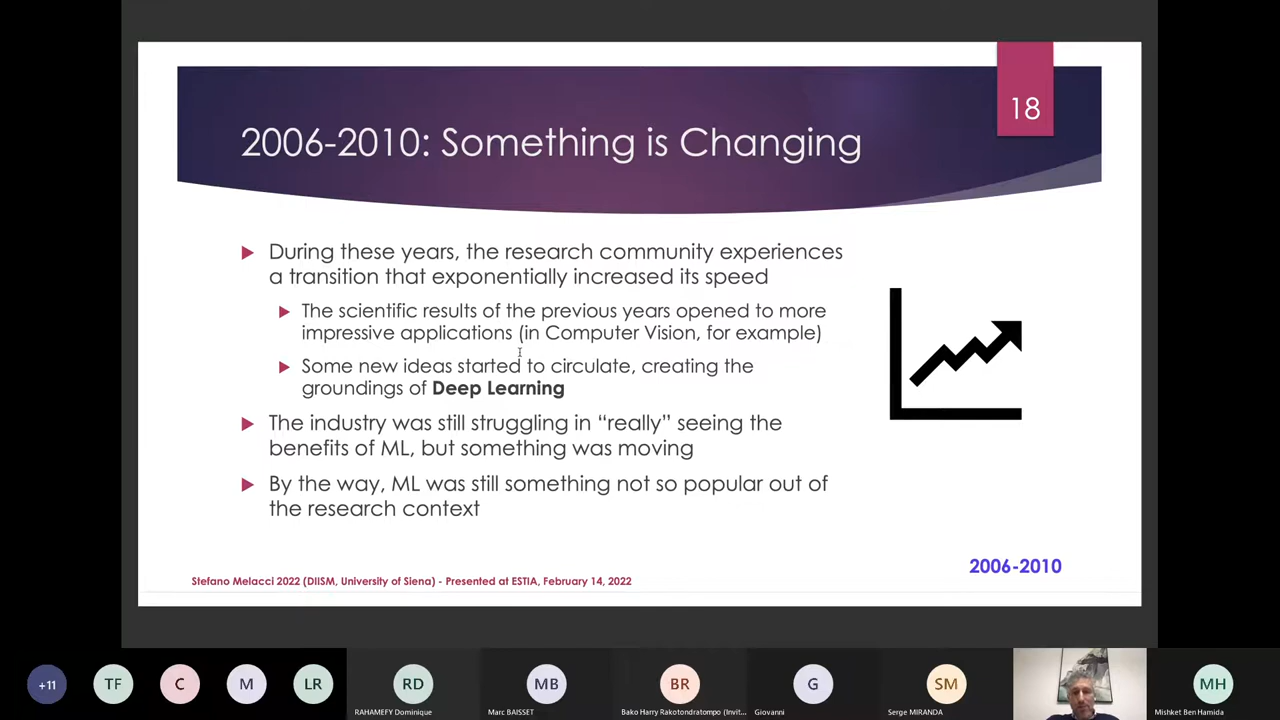 18
2006-2010: Something is Changing
During these years, the research community experiences
a transition that exponentially increased its speed
The scientific results of the previous years opened to more
impressive applications (in Computer Vision, for example)
Some new ideas started to circulate, creating the
groundings of Deep Learning
The industry was still struggling in “really” seeing the
benefits of ML, but something was moving
By the way, ML was still something not so popular out of
the research context
2006-2010
Stefano Melacci 2022 (DIISM, University of Siena) - Presented at ESTIA, February 14, 2022
+11
TF
C
M
LR
RD
MB
BR
G
SM
MH
RAHAMEFY Dominique
Marc BAISSET
Bako Harry Rakotondratompo (Invit...
Giovanni
Serge MIRANDA
Mishket Ben Hamida